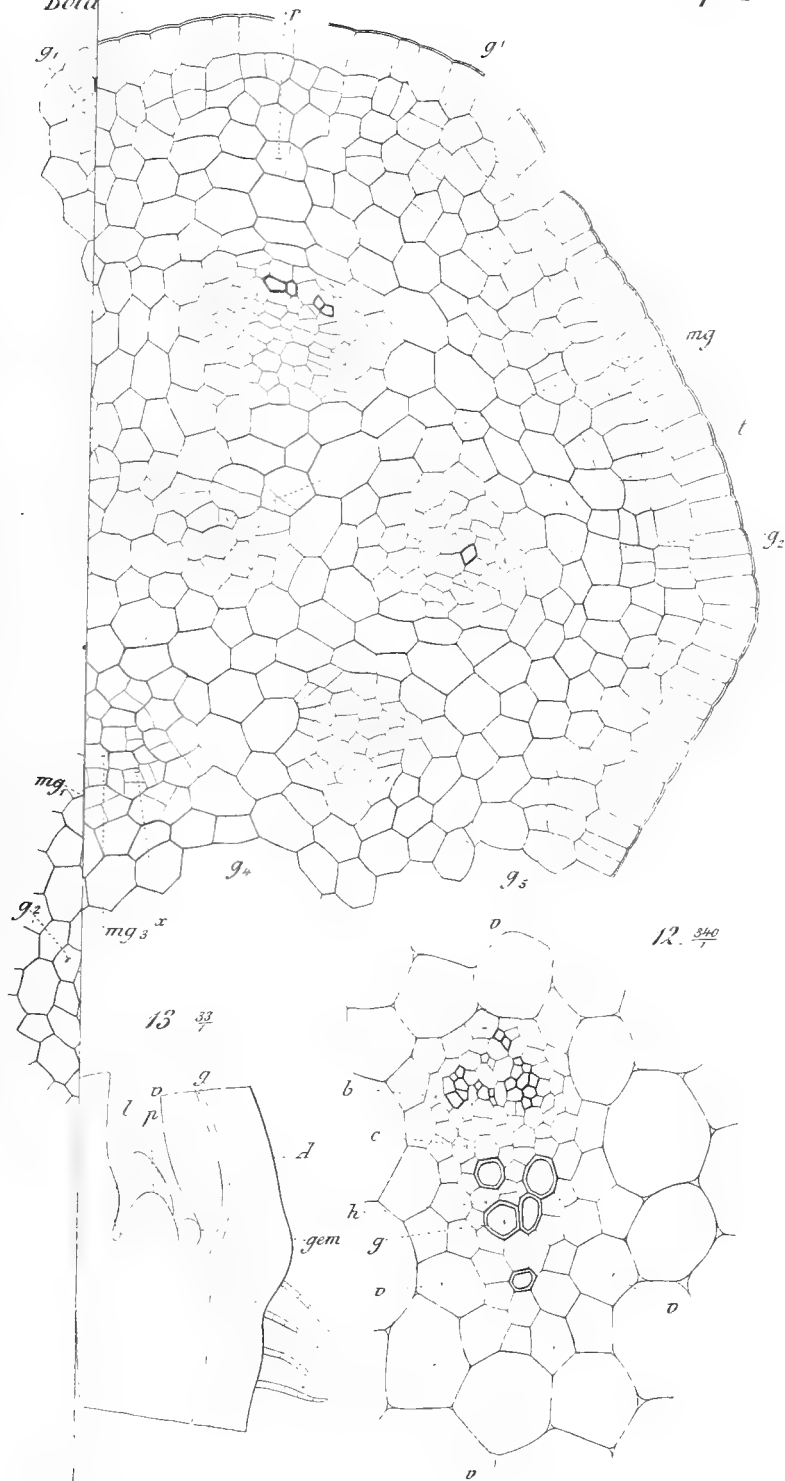 r
g₁
g'
mg
t
g₂
mg₁
g₄
g₅
g₂
mg₃ x
12. 340/1
v
13 33/1
g
v
l p
d
gem
b
c
h
g
v
v
v